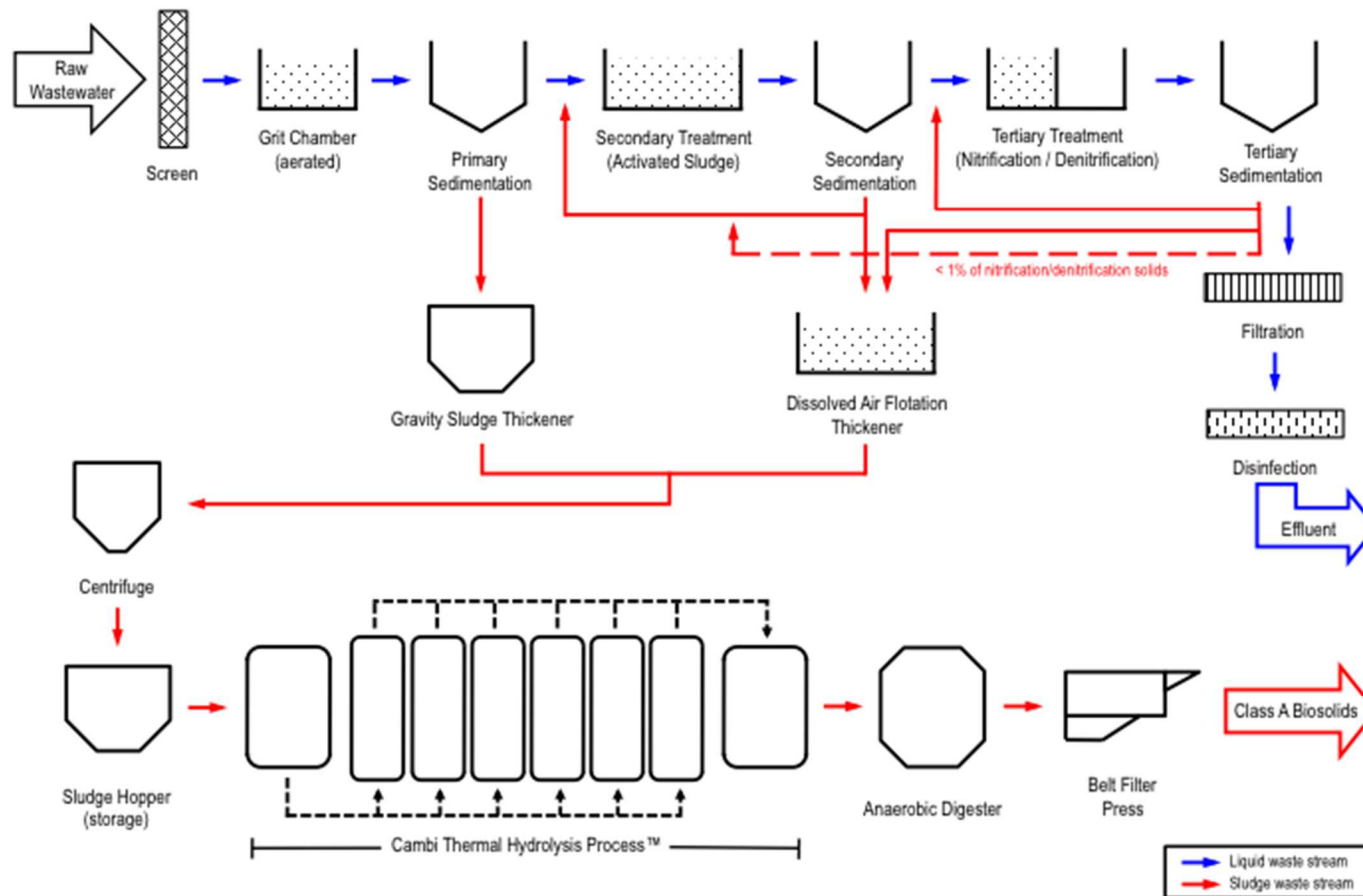 Raw
Wastewater
Screen
Grit Chamber
(aerated)
Primary
Sedimentation
Secondary Treatment
(Activated Sludge)
Secondary
Sedimentation
Tertiary Treatment
(Nitrification / Denitrification)
Tertiary
Sedimentation
< 1% of nitrification/denitrification solids
Filtration
Gravity Sludge Thickener
Dissolved Air Flotation
Thickener
Disinfection
Effluent
Centrifuge
Sludge Hopper
(storage)
Cambi Thermal Hydrolysis Process™
Anaerobic Digester
Belt Filter
Press
Class A Biosolids
Liquid waste stream
Sludge waste stream